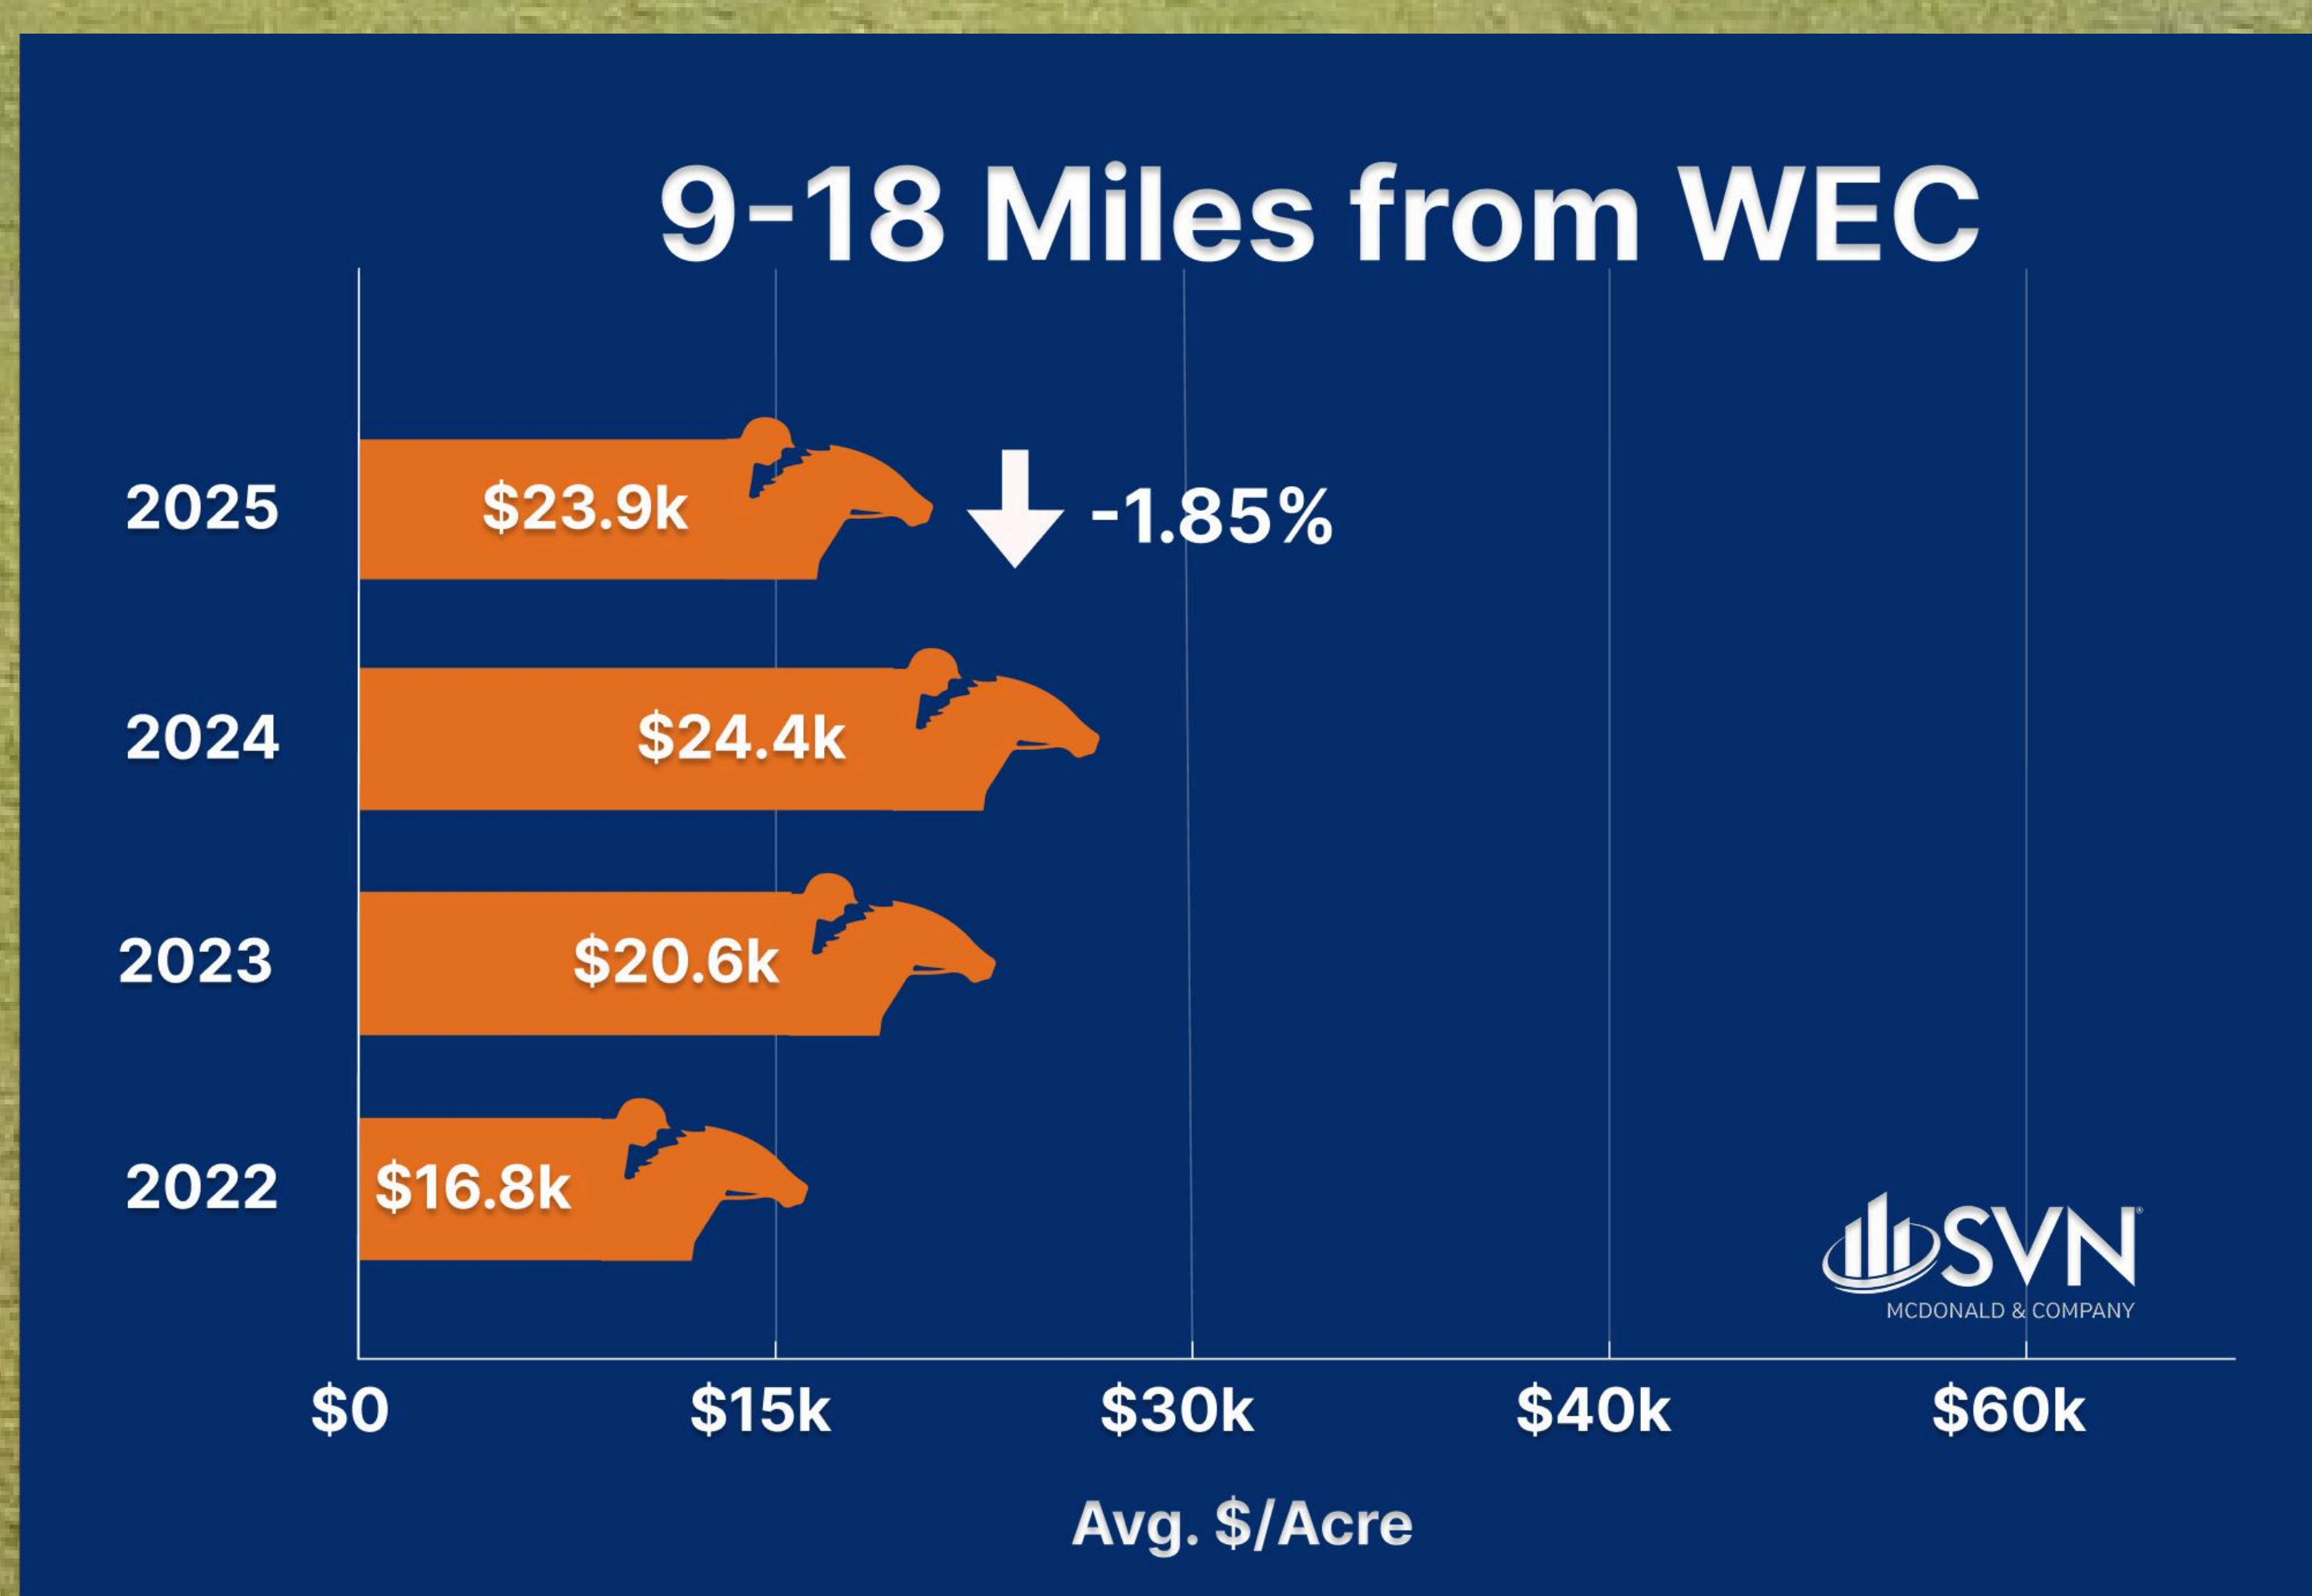 9-18 Miles from WEC
2025
$23.9k
-1.85%
2024
$24.4k
2023
$20.6k
2022
$16.8k
SVN®
MCDONALD & COMPANY
$0
$15k
$30k
$40k
$60k
Avg. $/Acre